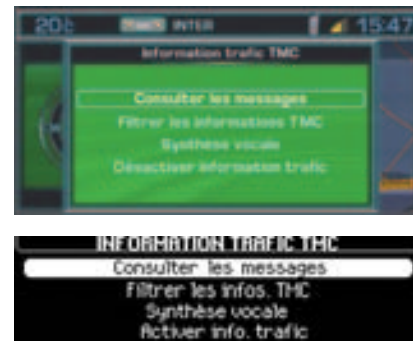 20 INTER 15:47
Information trafic TMC
Consulter les messages
Filtrer les informations TMC
Synthèse vocale
Désactiver information trafic
INFORMATION TRAFIC TMC
Consulter les messages
Filtrer les infos. TMC
Synthèse vocale
Activer info. trafic